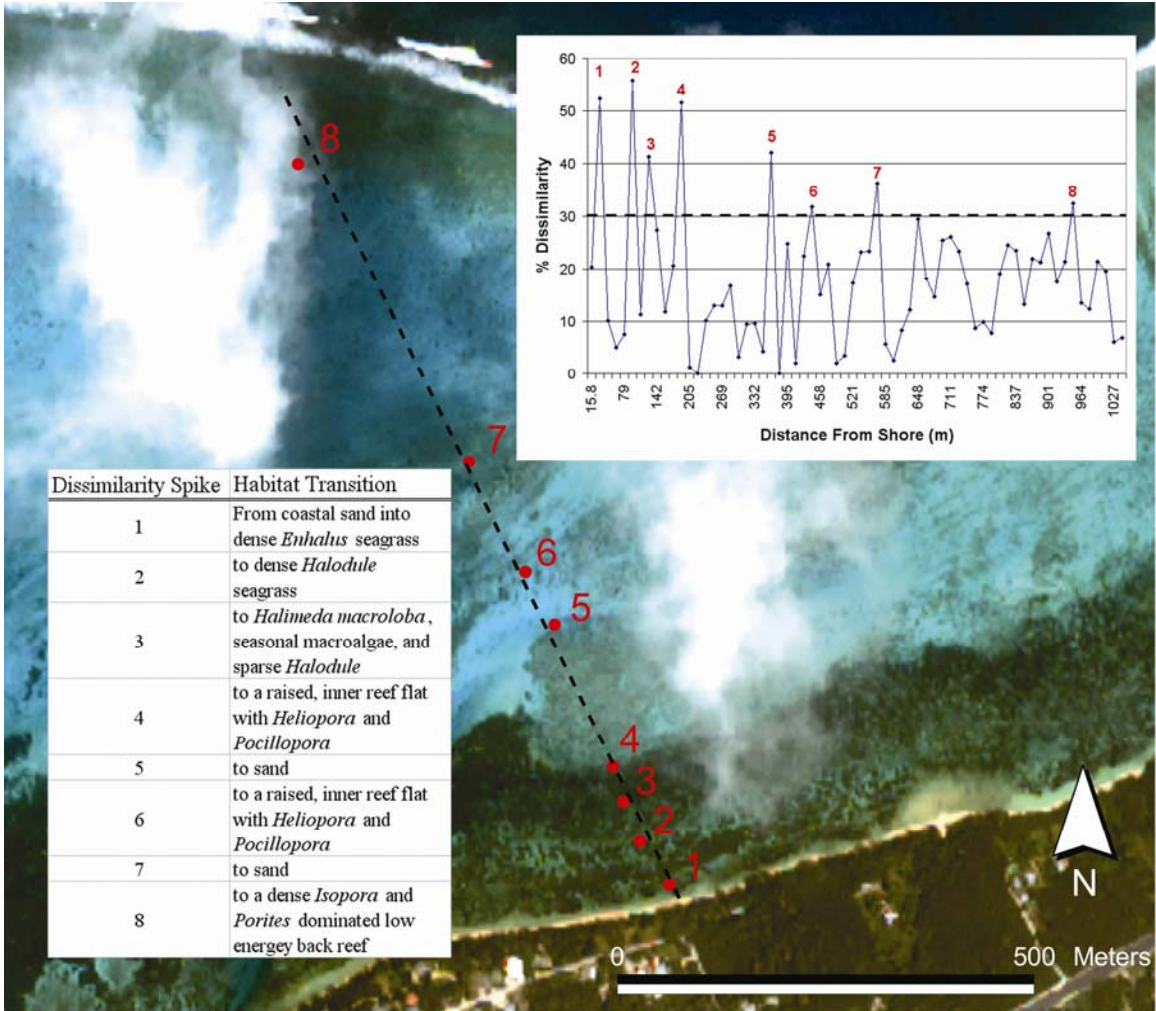 60
50
40
30
20
10
0
% Dissimilarity
1
2
3
4
5
6
7
8
15.8
79
142
205
269
332
395
458
521
585
648
711
774
837
901
964
1027
Distance From Shore (m)
8
7
6
5
4
3
2
1
Dissimilarity Spike Habitat Transition
1 From coastal sand into
dense Enhalus seagrass
2 to dense Halodule
seagrass
3 to Halimeda macroloba,
seasonal macroalgae, and
sparse Halodule
4 to a raised, inner reef flat
with Heliopora and
Pocillopora
5 to sand
6 to a raised, inner reef flat
with Heliopora and
Pocillopora
7 to sand
8 to a dense Isopora and
Porites dominated low
energey back reef
N
0 500 Meters